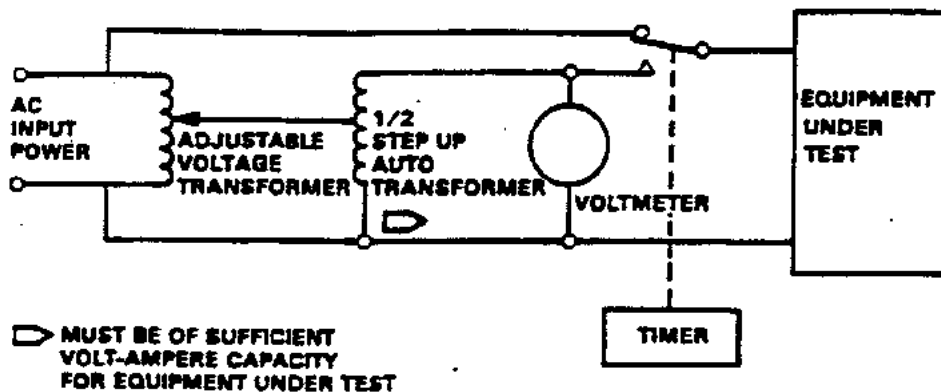 AC
INPUT
POWER
ADJUSTABLE
VOLTAGE
TRANSFORMER
1/2
STEP UP
AUTO
TRANSFORMER
VOLTMETER
EQUIPMENT
UNDER
TEST
TIMER
MUST BE OF SUFFICIENT
VOLT-AMPERE CAPACITY
FOR EQUIPMENT UNDER TEST